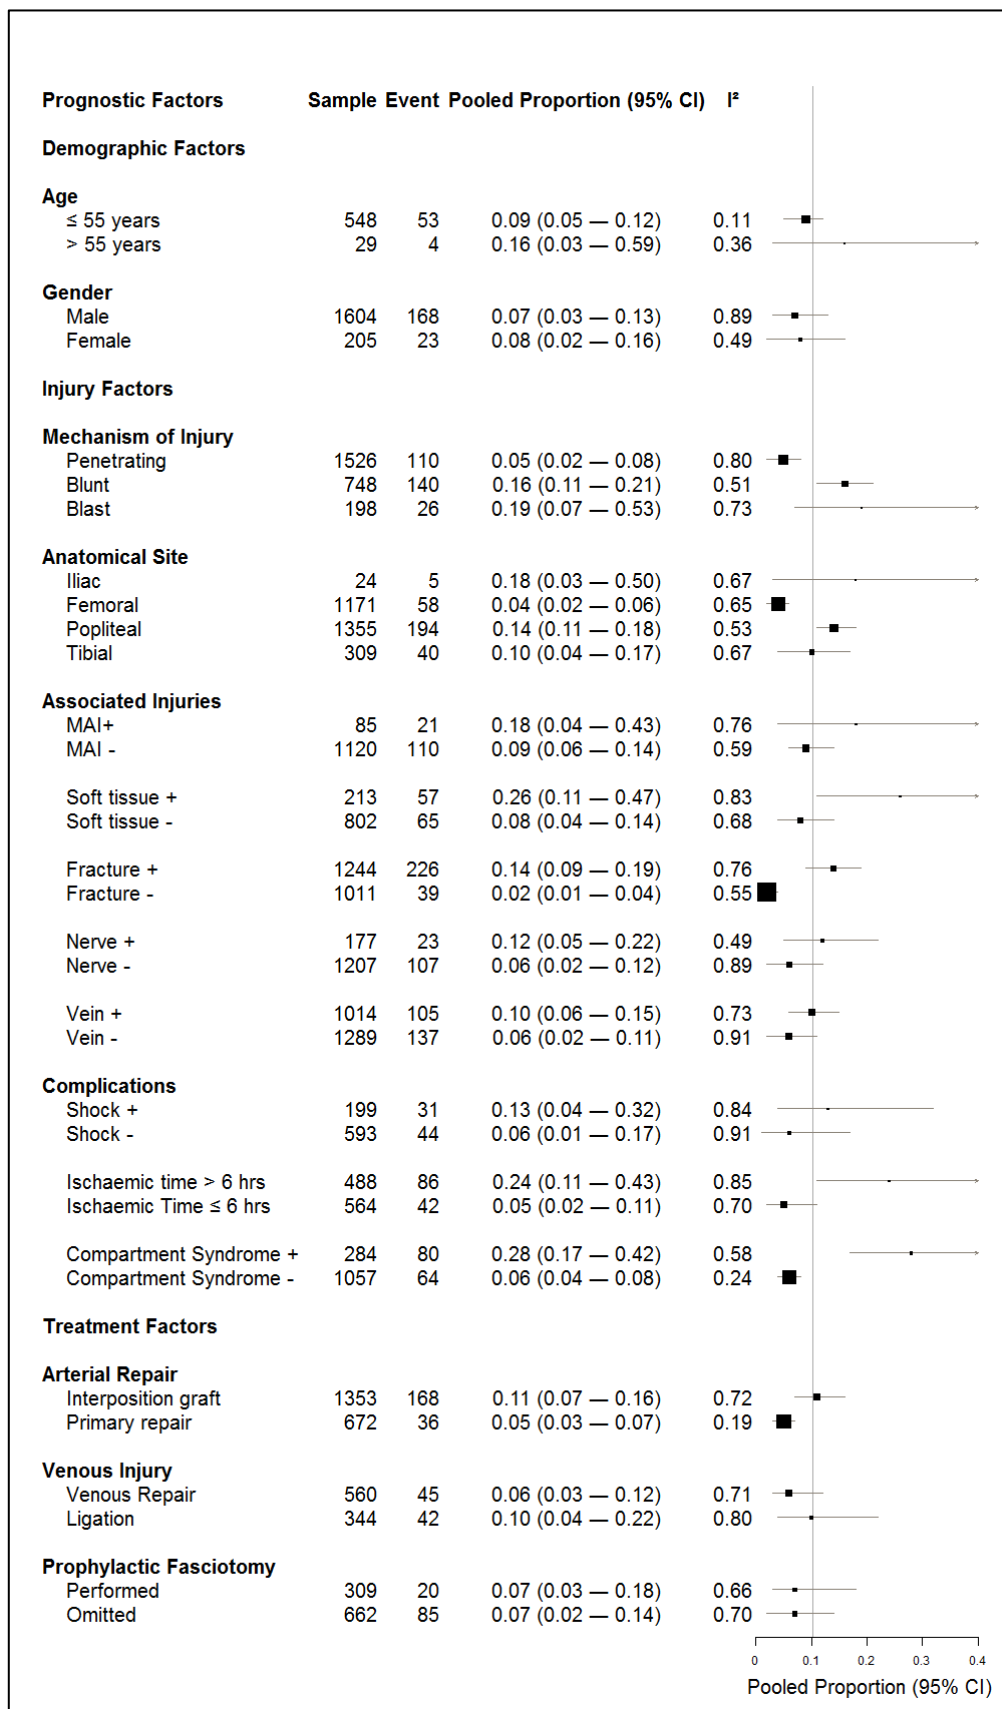 Prognostic Factors Sample Event Pooled Proportion (95% CI) I²
Demographic Factors
Age
≤ 55 years 548 53 0.09 (0.05 — 0.12) 0.11
> 55 years 29 4 0.16 (0.03 — 0.59) 0.36
Gender
Male 1604 168 0.07 (0.03 — 0.13) 0.89
Female 205 23 0.08 (0.02 — 0.16) 0.49
Injury Factors
Mechanism of Injury
Penetrating 1526 110 0.05 (0.02 — 0.08) 0.80
Blunt 748 140 0.16 (0.11 — 0.21) 0.51
Blast 198 26 0.19 (0.07 — 0.53) 0.73
Anatomical Site
Iliac 24 5 0.18 (0.03 — 0.50) 0.67
Femoral 1171 58 0.04 (0.02 — 0.06) 0.65
Popliteal 1355 194 0.14 (0.11 — 0.18) 0.53
Tibial 309 40 0.10 (0.04 — 0.17) 0.67
Associated Injuries
MAI+ 85 21 0.18 (0.04 — 0.43) 0.76
MAI - 1120 110 0.09 (0.06 — 0.14) 0.59
Soft tissue + 213 57 0.26 (0.11 — 0.47) 0.83
Soft tissue - 802 65 0.08 (0.04 — 0.14) 0.68
Fracture + 1244 226 0.14 (0.09 — 0.19) 0.76
Fracture - 1011 39 0.02 (0.01 — 0.04) 0.55
Nerve + 177 23 0.12 (0.05 — 0.22) 0.49
Nerve - 1207 107 0.06 (0.02 — 0.12) 0.89
Vein + 1014 105 0.10 (0.06 — 0.15) 0.73
Vein - 1289 137 0.06 (0.02 — 0.11) 0.91
Complications
Shock + 199 31 0.13 (0.04 — 0.32) 0.84
Shock - 593 44 0.06 (0.01 — 0.17) 0.91
Ischaemic time > 6 hrs 488 86 0.24 (0.11 — 0.43) 0.85
Ischaemic Time ≤ 6 hrs 564 42 0.05 (0.02 — 0.11) 0.70
Compartment Syndrome + 284 80 0.28 (0.17 — 0.42) 0.58
Compartment Syndrome - 1057 64 0.06 (0.04 — 0.08) 0.24
Treatment Factors
Arterial Repair
Interposition graft 1353 168 0.11 (0.07 — 0.16) 0.72
Primary repair 672 36 0.05 (0.03 — 0.07) 0.19
Venous Injury
Venous Repair 560 45 0.06 (0.03 — 0.12) 0.71
Ligation 344 42 0.10 (0.04 — 0.22) 0.80
Prophylactic Fasciotomy
Performed 309 20 0.07 (0.03 — 0.18) 0.66
Omitted 662 85 0.07 (0.02 — 0.14) 0.70
0 0.1 0.2 0.3 0.4
Pooled Proportion (95% CI)